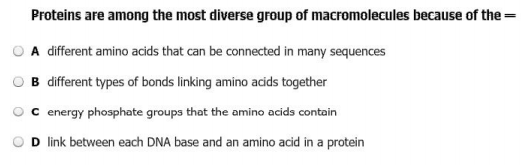 Proteins are among the most diverse group of macromolecules because of the —
A different amino acids that can be connected in many sequences
B different types of bonds linking amino acids together
C energy phosphate groups that the amino acids contain
D link between each DNA base and an amino acid in a protein